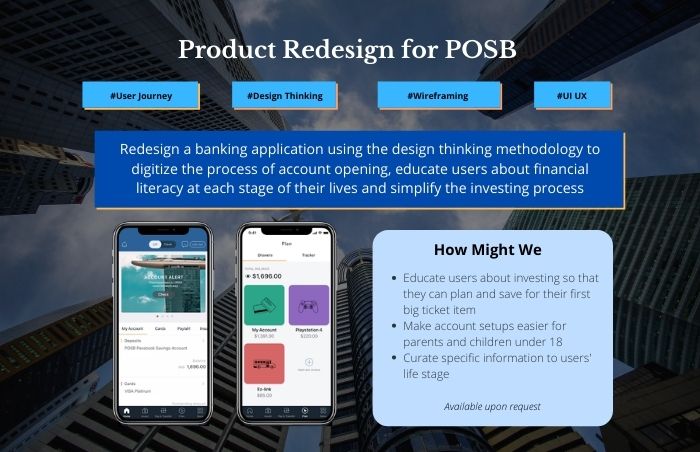 Product Redesign for POSB
#User Journey
#Design Thinking
#Wireframing
#UI UX
Redesign a banking application using the design thinking methodology to
digitize the process of account opening, educate users about financial
literacy at each stage of their lives and simplify the investing process
ACCOUNT ALERT
Check
My Account Cards Paylah!
Deposits
POSB Passbook Savings Account
1,696.00
Cards
VISA Platinum
9:41
Plan
Drawers Tracker
$1,696.00
My Account
$1,391.36
Playstation 4
$220.00
Ez-link
$85.00
How Might We
Educate users about investing so that
they can plan and save for their first
big ticket item
Make account setups easier for
parents and children under 18
Curate specific information to users'
life stage
Available upon request